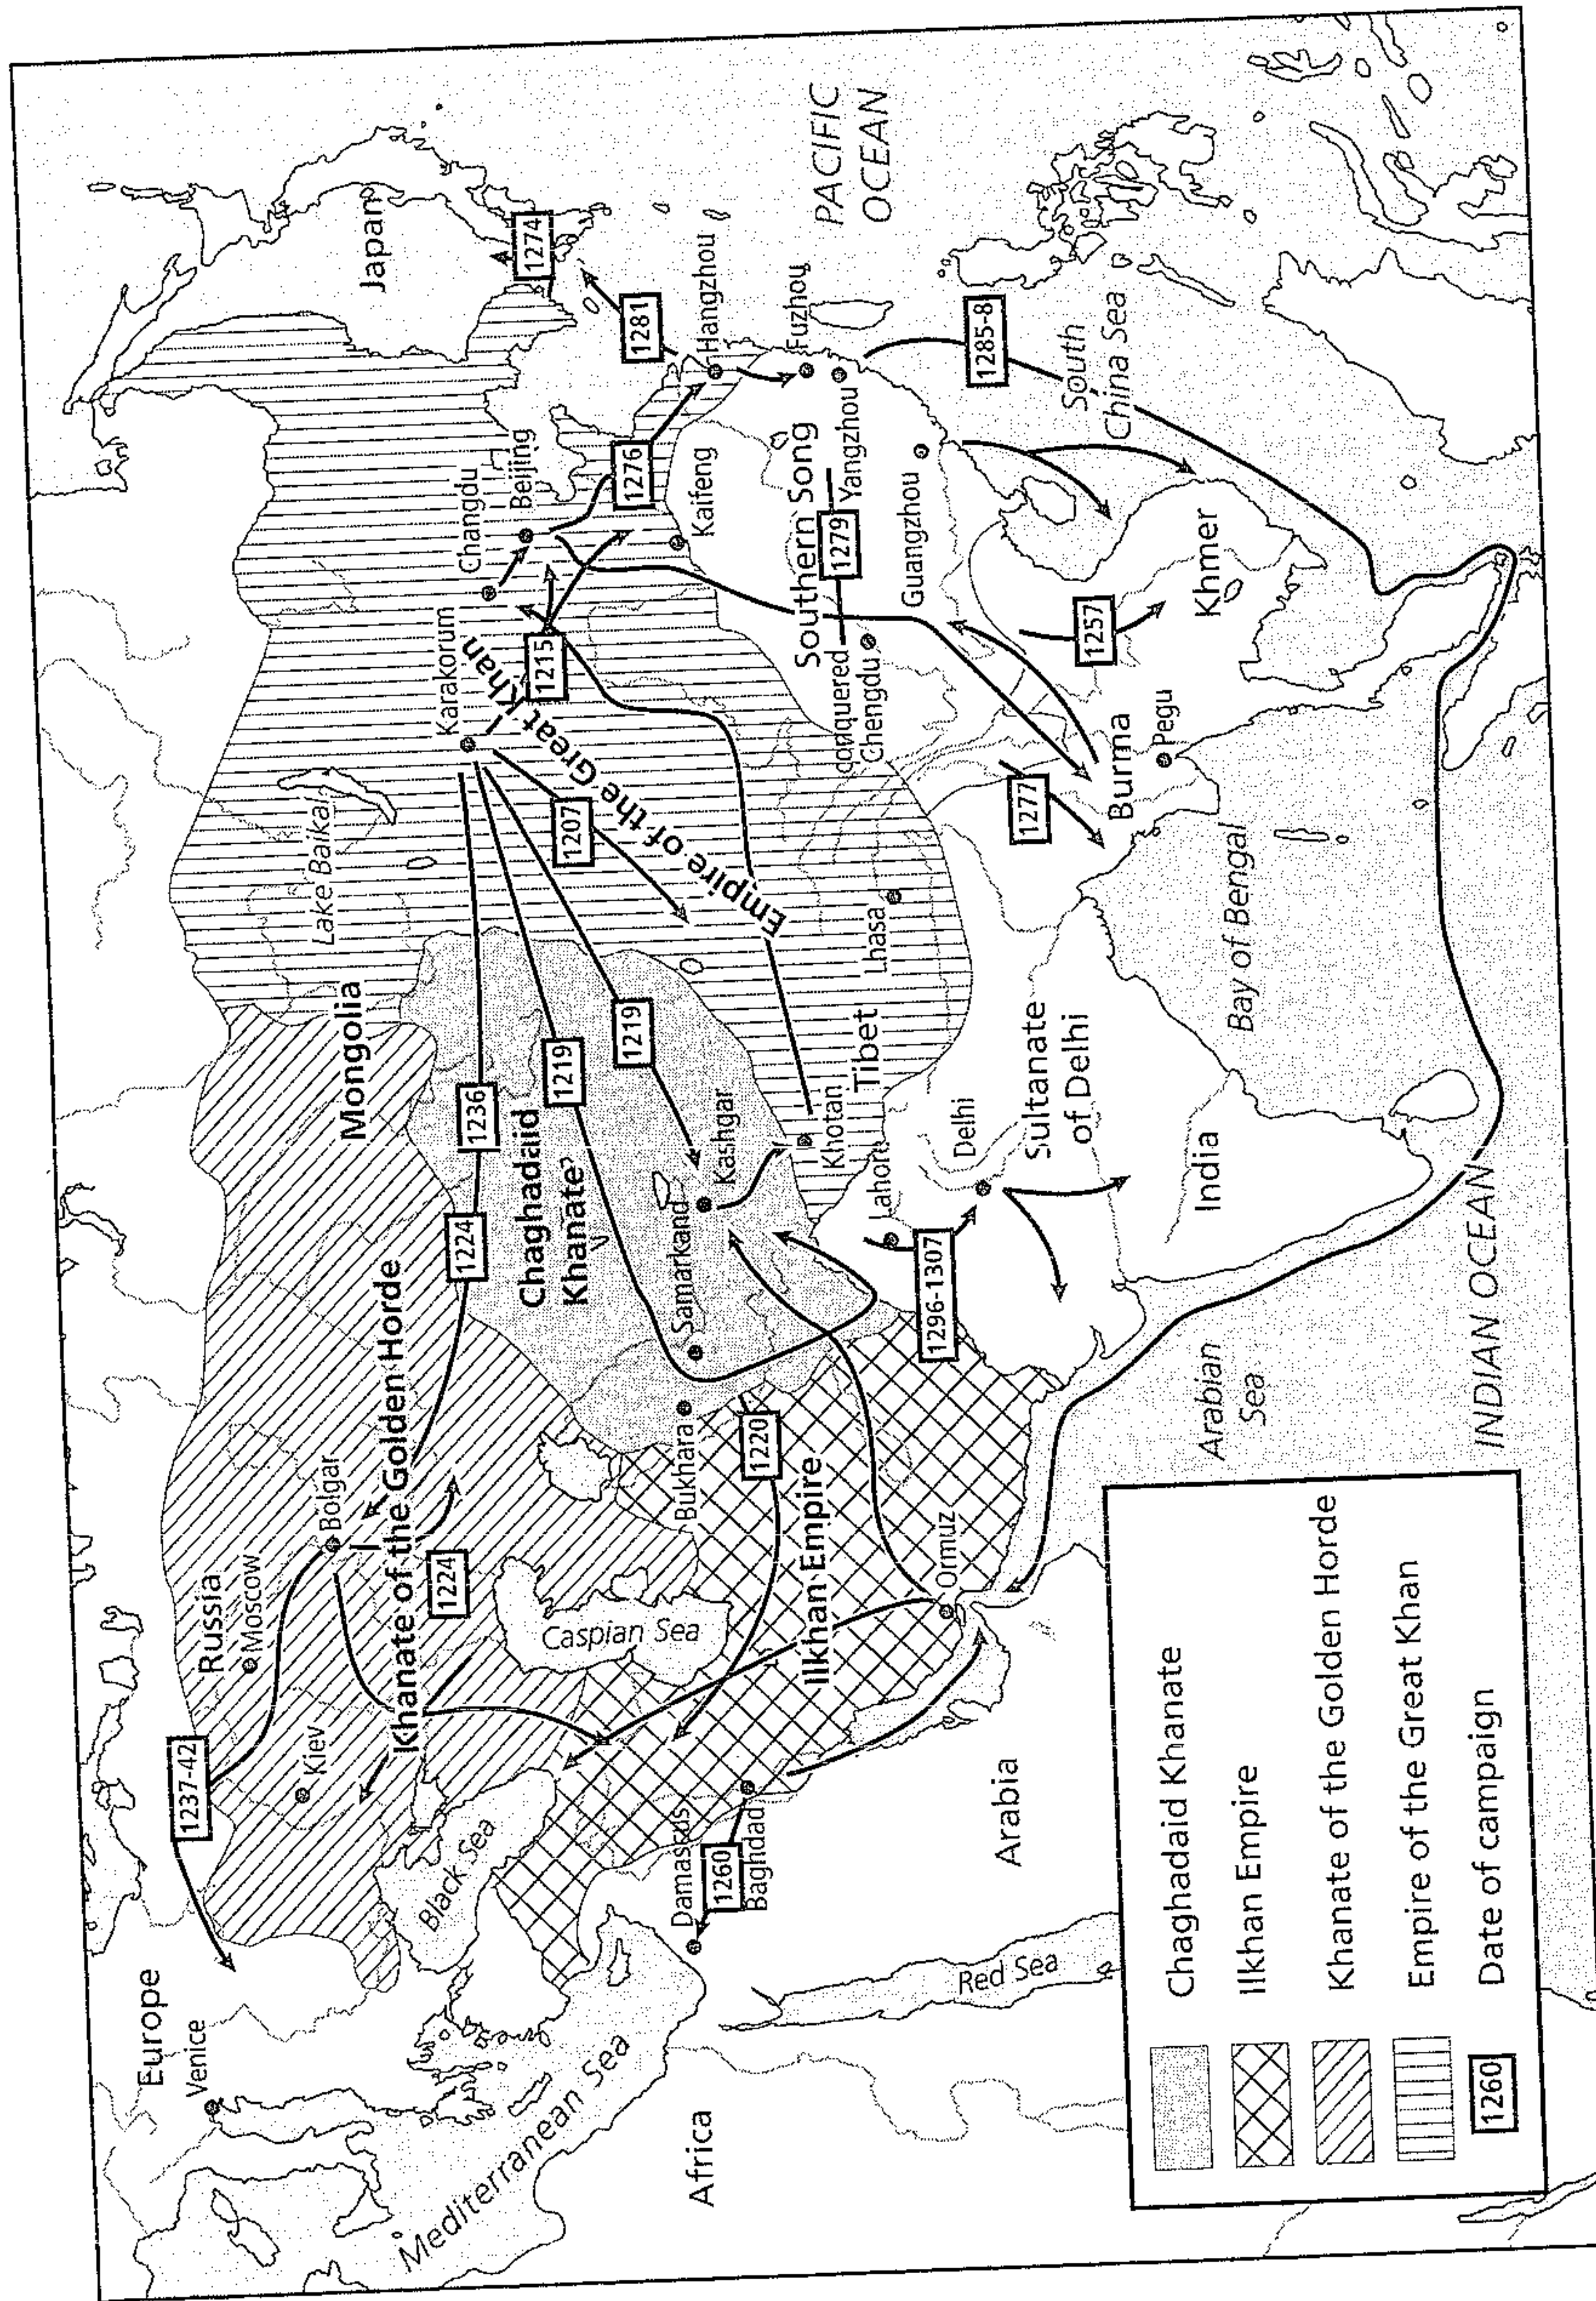 Europe
Venice
Mediterranean Sea
Africa
1237-42
Russia
Moscow
Kiev
Bolgar
Khanate of the Golden Horde
1224
1224
1236
Black Sea
Caspian Sea
Damascus
1260
Baghdad
Arabia
Red Sea
Ilkhan Empire
Ormuz
1220
Bukhara
Samarkand
Chaghadaid
Khanate
Mongolia
1219
1219
Kashgar
Khotan
Tibet
Lhasa
Lahore
1296-1307
Delhi
Sultanate
of Delhi
India
Arabian
Sea
INDIAN OCEAN
Bay of Bengal
Lake Baikal
Karakorum
Empire of the Great Khan
1207
1215
Changdu
Beijing
1276
Kaifeng
Southern Song
conquered
1279
Chengdu
Yangzhou
Guangzhou
Hangzhou
Fuzhou
1281
1274
Japan
PACIFIC
OCEAN
1285-8
South
China Sea
1257
Khmer
1277
Burma
Pegu
Chaghadaid Khanate
Ilkhan Empire
Khanate of the Golden Horde
Empire of the Great Khan
1260
Date of campaign